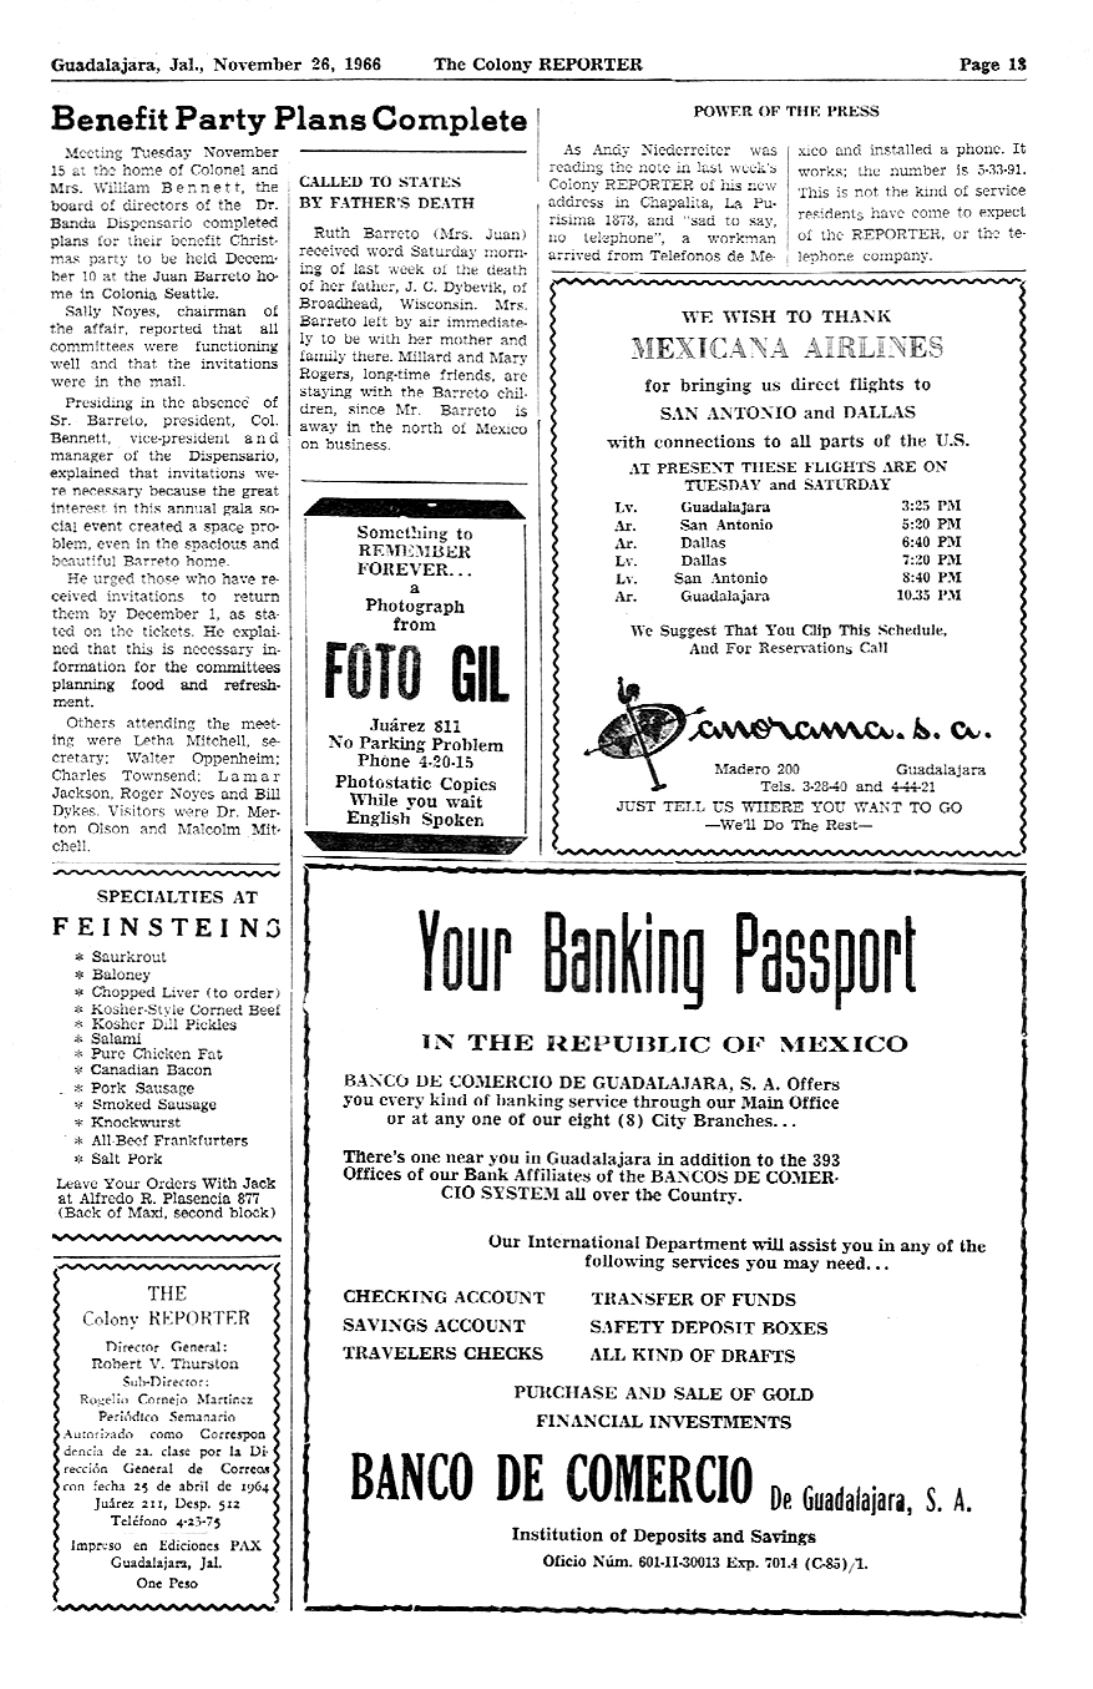 Guadalajara, Jal., November 26, 1966 The Colony REPORTER Page 13
Benefit Party Plans Complete
Meeting Tuesday November
15 at the home of Colonel and
Mrs. William Bennett, the
board of directors of the Dr.
Banda Dispensario completed
plans for their benefit Christ-
mas party to be held Decem-
ber 10 at the Juan Barreto ho-
me in Colonia Seattle.
Sally Noyes, chairman of
the affair, reported that all
committees were functioning
well and that the invitations
were in the mail.
Presiding in the absence of
Sr. Barreto, president, Col.
Bennett, vice-president and
manager of the Dispensario,
explained that invitations we-
re necessary because the great
interest in this annual gala so-
cial event created a space pro-
blem, even in the spacious and
beautiful Barreto home.
He urged those who have re-
ceived invitations to return
them by December 1, as sta-
ted on the tickets. He explai-
ned that this is necessary in-
formation for the committees
planning food and refresh-
ment.
Others attending the meet-
ing were Letha Mitchell, se-
cretary; Walter Oppenheim;
Charles Townsend; Lamar
Jackson, Roger Noyes and Bill
Dykes. Visitors were Dr. Mer-
ton Olson and Malcolm Mit-
chell.
SPECIALTIES AT
FEINSTEINS
* Saurkrout
* Baloney
* Chopped Liver (to order)
* Kosher-Style Corned Beef
* Kosher Dill Pickles
* Salami
* Pure Chicken Fat
* Canadian Bacon
* Pork Sausage
* Smoked Sausage
* Knockwurst
* All-Beef Frankfurters
* Salt Pork
Leave Your Orders With Jack
at Alfredo R. Plasencia 877
(Back of Maxi, second block)
THE
Colony REPORTER
Director General:
Robert V. Thurston
Sub-Director:
Rogelio Cornejo Martínez
Periódico Semanario
Autorizado como Correspon
dencia de 2a. clase por la Di-
rección General de Correos
con fecha 25 de abril de 1964
Juárez 211, Desp. 512
Teléfono 4-23-75
Impreso en Ediciones PAX
Guadalajara, Jal.
One Peso
CALLED TO STATES
BY FATHER'S DEATH
Ruth Barreto (Mrs. Juan)
received word Saturday morn-
ing of last week of the death
of her father, J. C. Dybevik, of
Broadhead, Wisconsin. Mrs.
Barreto left by air immediate-
ly to be with her mother and
family there. Millard and Mary
Rogers, long-time friends, are
staying with the Barreto chil-
dren, since Mr. Barreto is
away in the north of Mexico
on business.
Something to
REMEMBER
FOREVER...
a
Photograph
from
FOTO GIL
Juárez 811
No Parking Problem
Phone 4-20-15
Photostatic Copies
While you wait
English Spoken
POWER OF THE PRESS
As Andy Niederreiter was
reading the note in last week's
Colony REPORTER of his new
address in Chapalita, La Pu-
risima 1873, and "sad to say,
no telephone", a workman
arrived from Telefonos de Me-
xico and installed a phone. It
works; the number is 5-33-91.
This is not the kind of service
residents have come to expect
of the REPORTER, or the te-
lephone company.
WE WISH TO THANK
MEXICANA AIRLINES
for bringing us direct flights to
SAN ANTONIO and DALLAS
with connections to all parts of the U.S.
AT PRESENT THESE FLIGHTS ARE ON
TUESDAY and SATURDAY
Lv. Guadalajara 3:25 PM
Ar. San Antonio 5:20 PM
Ar. Dallas 6:40 PM
Lv. Dallas 7:20 PM
Lv. San Antonio 8:40 PM
Ar. Guadalajara 10.35 PM
We Suggest That You Clip This Schedule,
And For Reservations Call
Panorama. s. a.
Madero 200 Guadalajara
Tels. 3-28-40 and 4-44-21
JUST TELL US WHERE YOU WANT TO GO
—We'll Do The Rest—
Your Banking Passport
IN THE REPUBLIC OF MEXICO
BANCO DE COMERCIO DE GUADALAJARA, S. A. Offers
you every kind of banking service through our Main Office
or at any one of our eight (8) City Branches...
There's one near you in Guadalajara in addition to the 393
Offices of our Bank Affiliates of the BANCOS DE COMER-
CIO SYSTEM all over the Country.
Our International Department will assist you in any of the
following services you may need...
CHECKING ACCOUNT TRANSFER OF FUNDS
SAVINGS ACCOUNT SAFETY DEPOSIT BOXES
TRAVELERS CHECKS ALL KIND OF DRAFTS
PURCHASE AND SALE OF GOLD
FINANCIAL INVESTMENTS
BANCO DE COMERCIO De Guadalajara, S. A.
Institution of Deposits and Savings
Oficio Núm. 601-II-30013 Exp. 701.4 (C-85)/1.